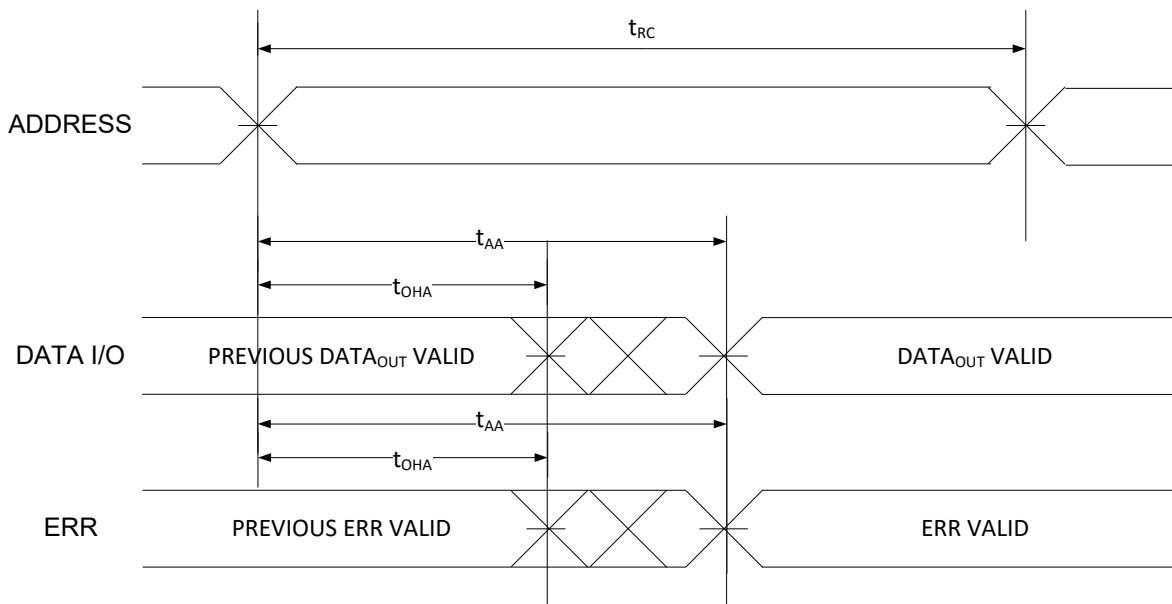 tRC
ADDRESS
tAA
tOHA
DATA I/O
PREVIOUS DATAOUT VALID
DATAOUT VALID
tAA
tOHA
ERR
PREVIOUS ERR VALID
ERR VALID